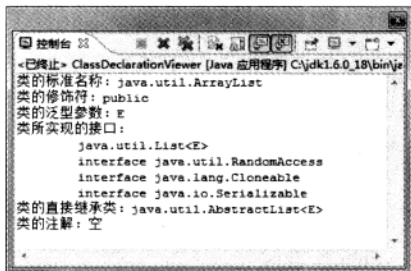 控制台
<已终止> ClassDeclarationViewer [Java 应用程序] C:\jdk1.6.0_18\bin\ja
类的标准名称：java.util.ArrayList
类的修饰符：public
类的泛型参数：E
类所实现的接口：
java.util.List<E>
interface java.util.RandomAccess
interface java.lang.Cloneable
interface java.io.Serializable
类的直接继承类：java.util.AbstractList<E>
类的注解：空